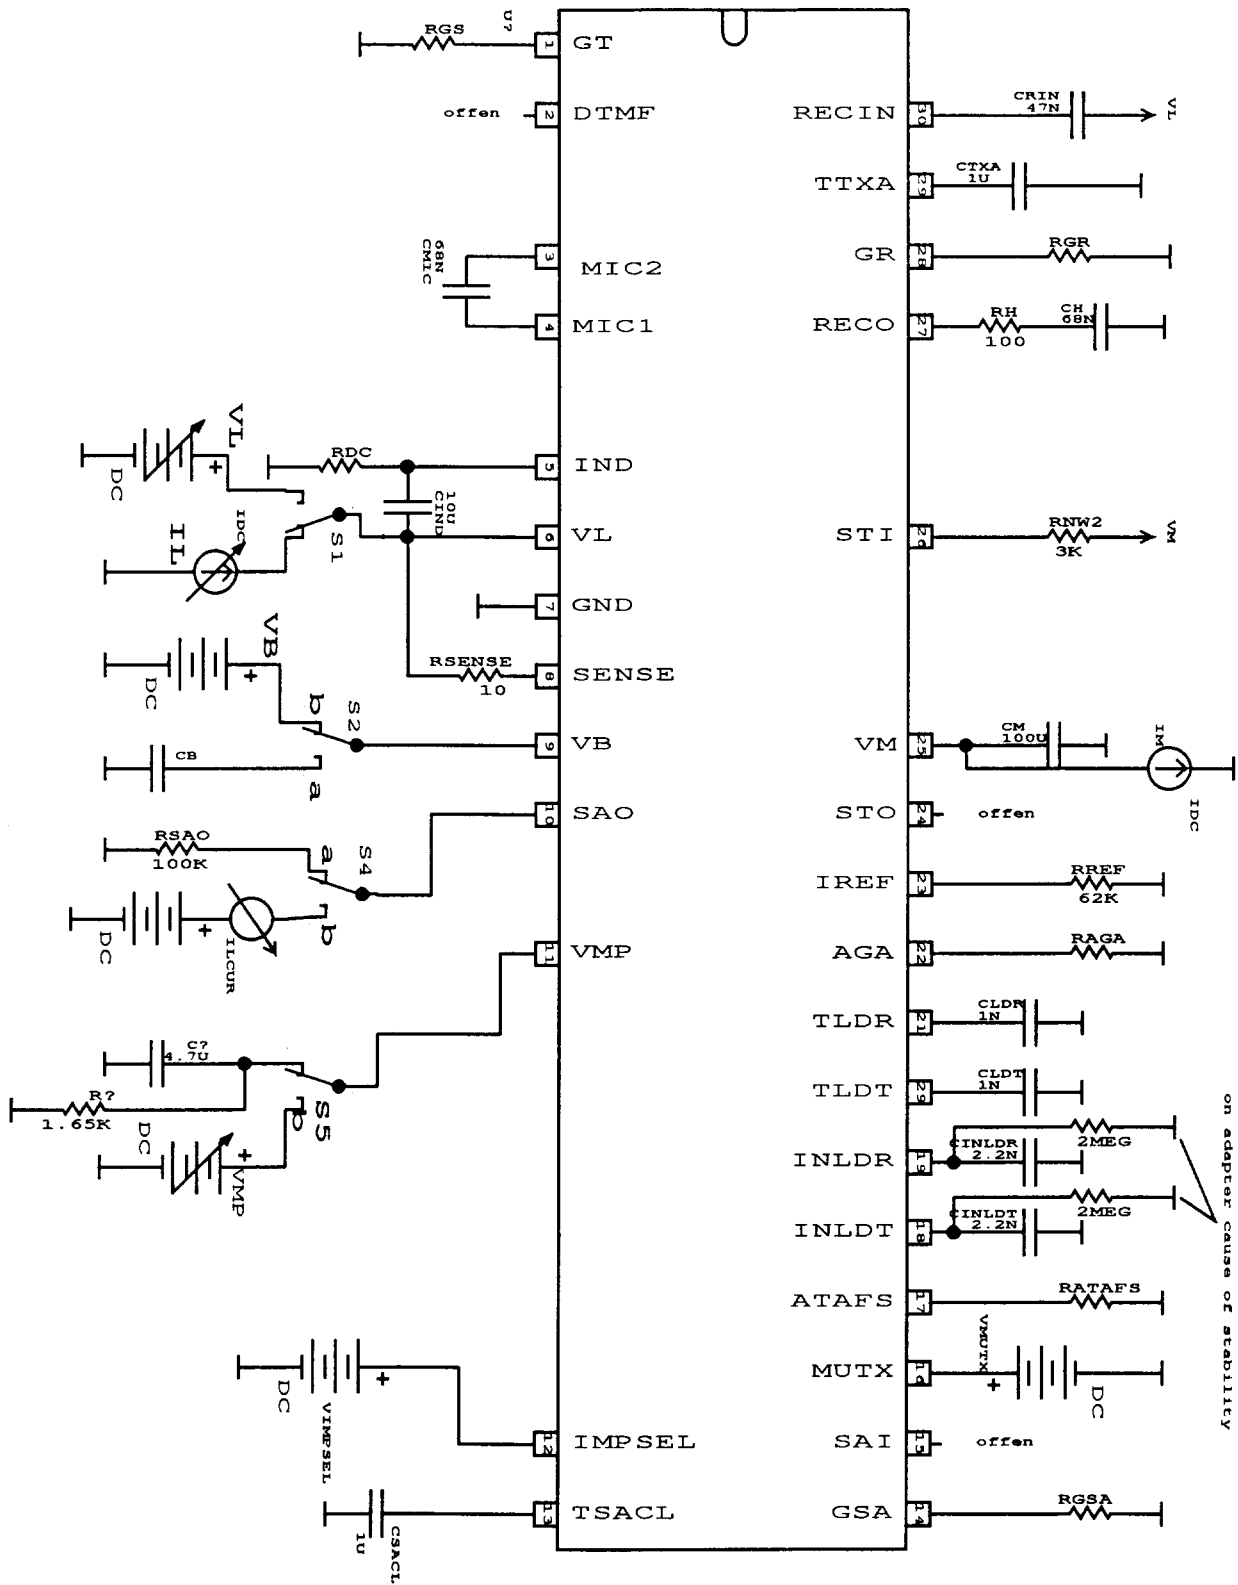 U?
RGS
1
GT
offen
2
DTMF
68N
CMIC
3
MIC2
4
MIC1
VL
DC
+
RDC
5
IND
10U
CIND
IL
IDC
S1
6
VL
7
GND
RSENSE
10
8
SENSE
VB
DC
+
b
S2
9
VB
CB
a
10
SAO
RSAO
100K
a
S4
DC
+
ILCUR
b
11
VMP
C?
4.7U
R?
1.65K
S5
b
DC
+
VMP
DC
+
VIMPSEL
12
IMPSEL
13
TSACL
1U
CSACL
RECIN
30
CRIN
47N
VL
TTXA
29
CTXA
1U
GR
28
RGR
RECO
27
RH
100
CH
68N
STI
26
RNW2
3K
VM
VM
25
CM
100U
IM
IDC
STO
24
offen
IREF
23
RREF
62K
AGA
22
RAGA
TLDR
21
CLDR
1N
TLDT
29
CLDT
1N
INLDR
19
CINLDR
2.2N
2MEG
INLDT
18
CINLDT
2.2N
2MEG
on adapter cause of stability
ATAFS
17
RATAFS
MUTX
16
VMUTX
+
DC
SAI
15
offen
GSA
14
RGSA